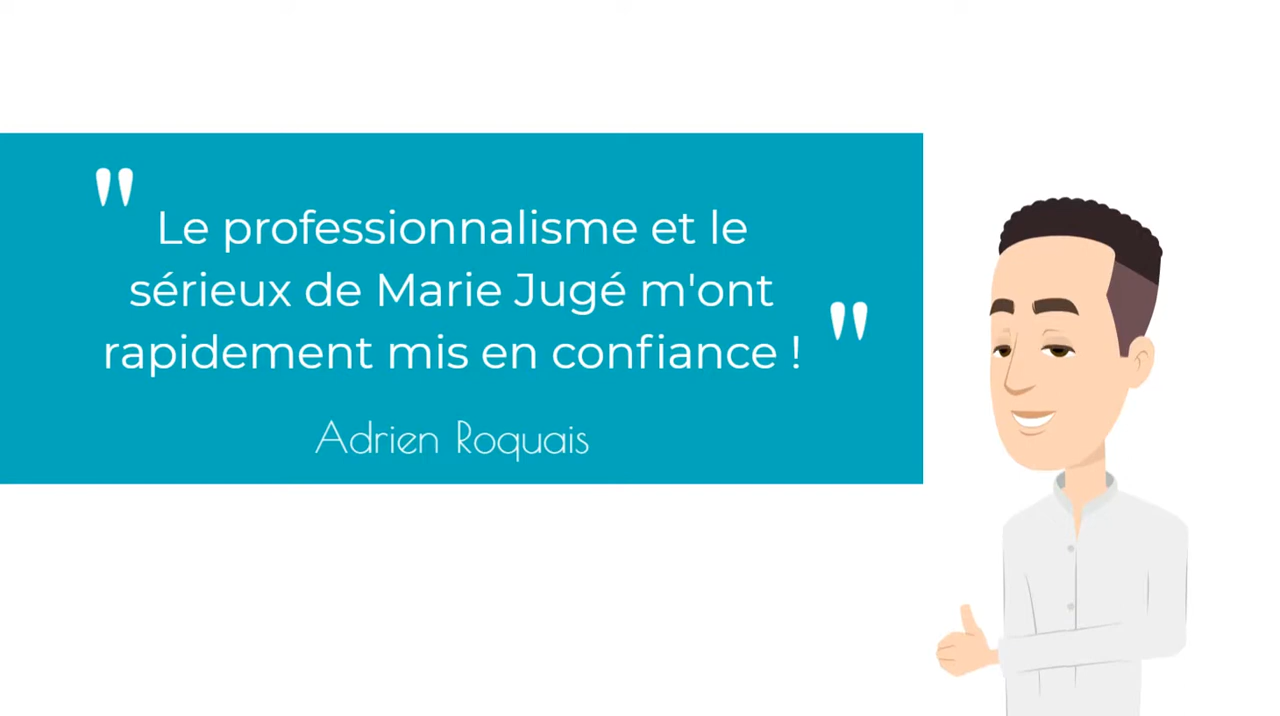 "
Le professionnalisme et le
sérieux de Marie Jugé m'ont
rapidement mis en confiance !
"
Adrien Roquais